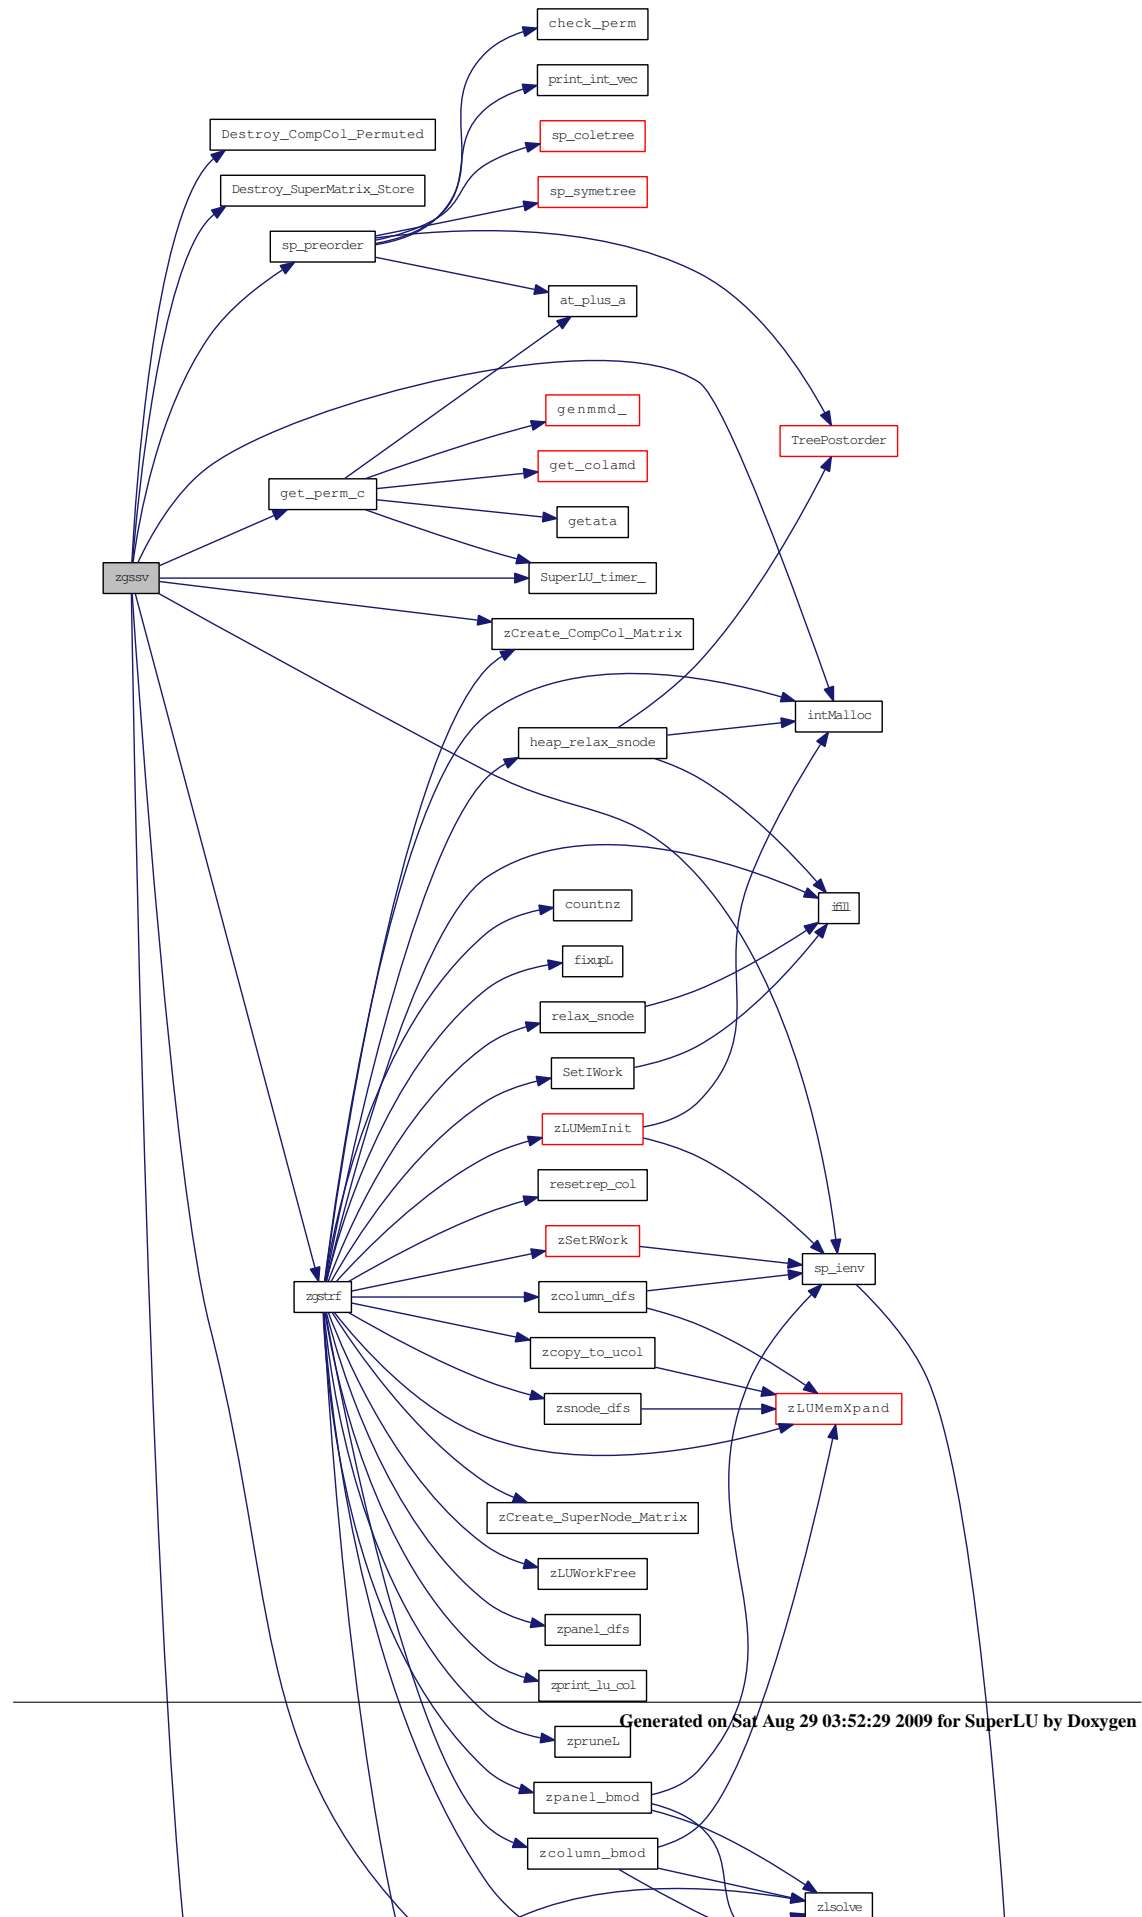 check_perm
print_int_vec
Destroy_CompCol_Permuted
sp_coletree
Destroy_SuperMatrix_Store
sp_symetree
sp_preorder
at_plus_a
genmmd_
TreePostorder
get_colamd
get_perm_c
getata
zgssv
SuperLU_timer_
zCreate_CompCol_Matrix
intMalloc
heap_relax_snode
countnz
ifill
fixupL
relax_snode
SetIWork
zLUMemInit
resetrep_col
zSetRWork
sp_ienv
zgstrf
zcolumn_dfs
zcopy_to_ucol
zsnode_dfs
zLUMemXpand
zCreate_SuperNode_Matrix
zLUWorkFree
zpanel_dfs
zprint_lu_col
Generated on Sat Aug 29 03:52:29 2009 for SuperLU by Doxygen
zpruneL
zpanel_bmod
zcolumn_bmod
zlsolve